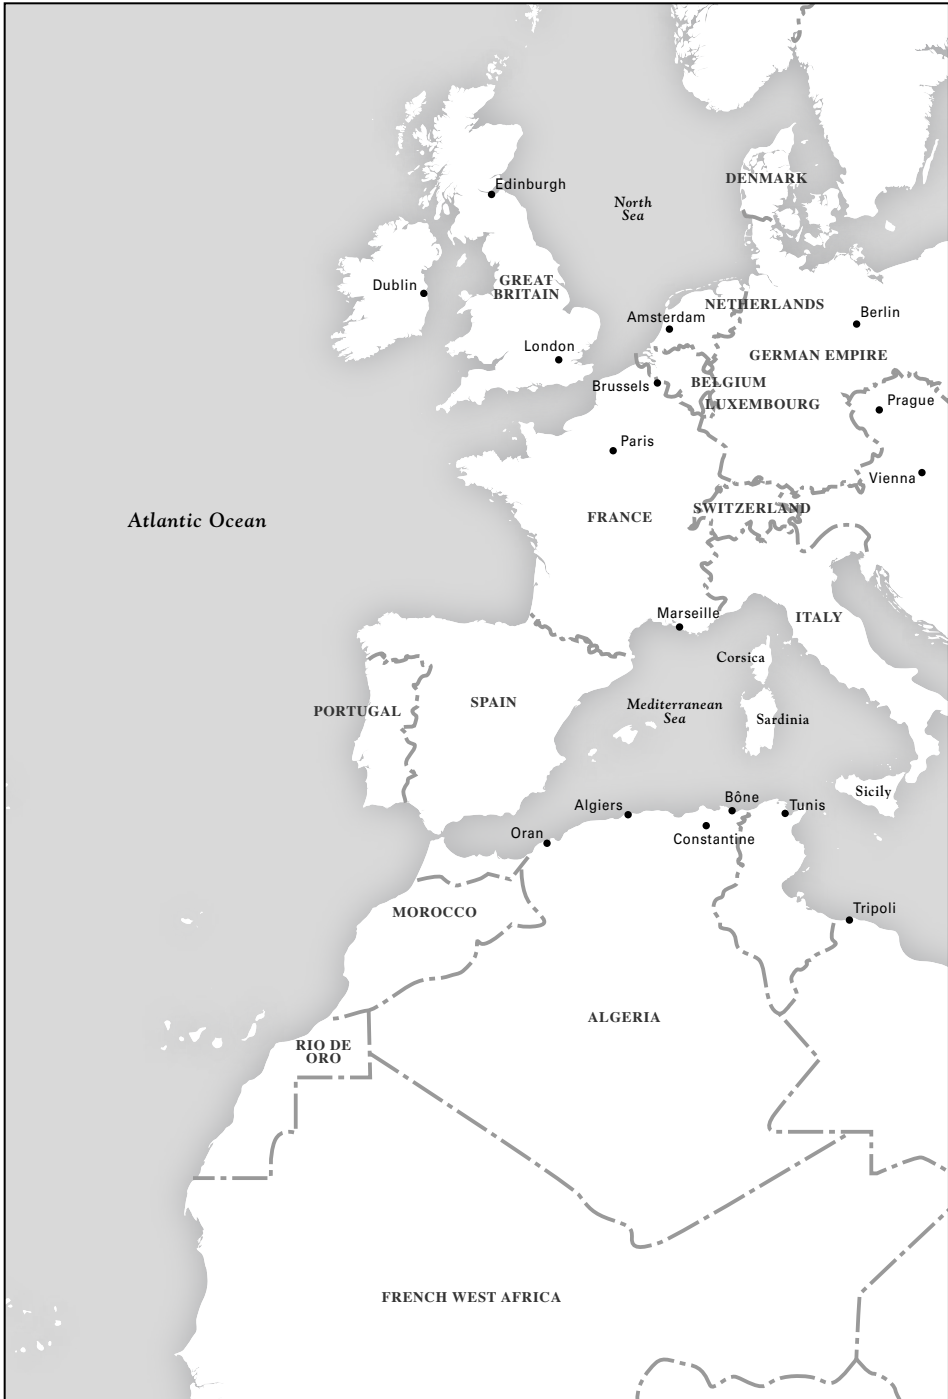 DENMARK
Edinburgh
North
Sea
Dublin
GREAT
BRITAIN
NETHERLANDS
Amsterdam
Berlin
London
GERMAN EMPIRE
Brussels
BELGIUM
LUXEMBOURG
Prague
Paris
Vienna
Atlantic Ocean
FRANCE
SWITZERLAND
Marseille
ITALY
Corsica
PORTUGAL
SPAIN
Mediterranean
Sea
Sardinia
Sicily
Algiers
Bône
Tunis
Oran
Constantine
MOROCCO
Tripoli
ALGERIA
RIO DE
ORO
FRENCH WEST AFRICA